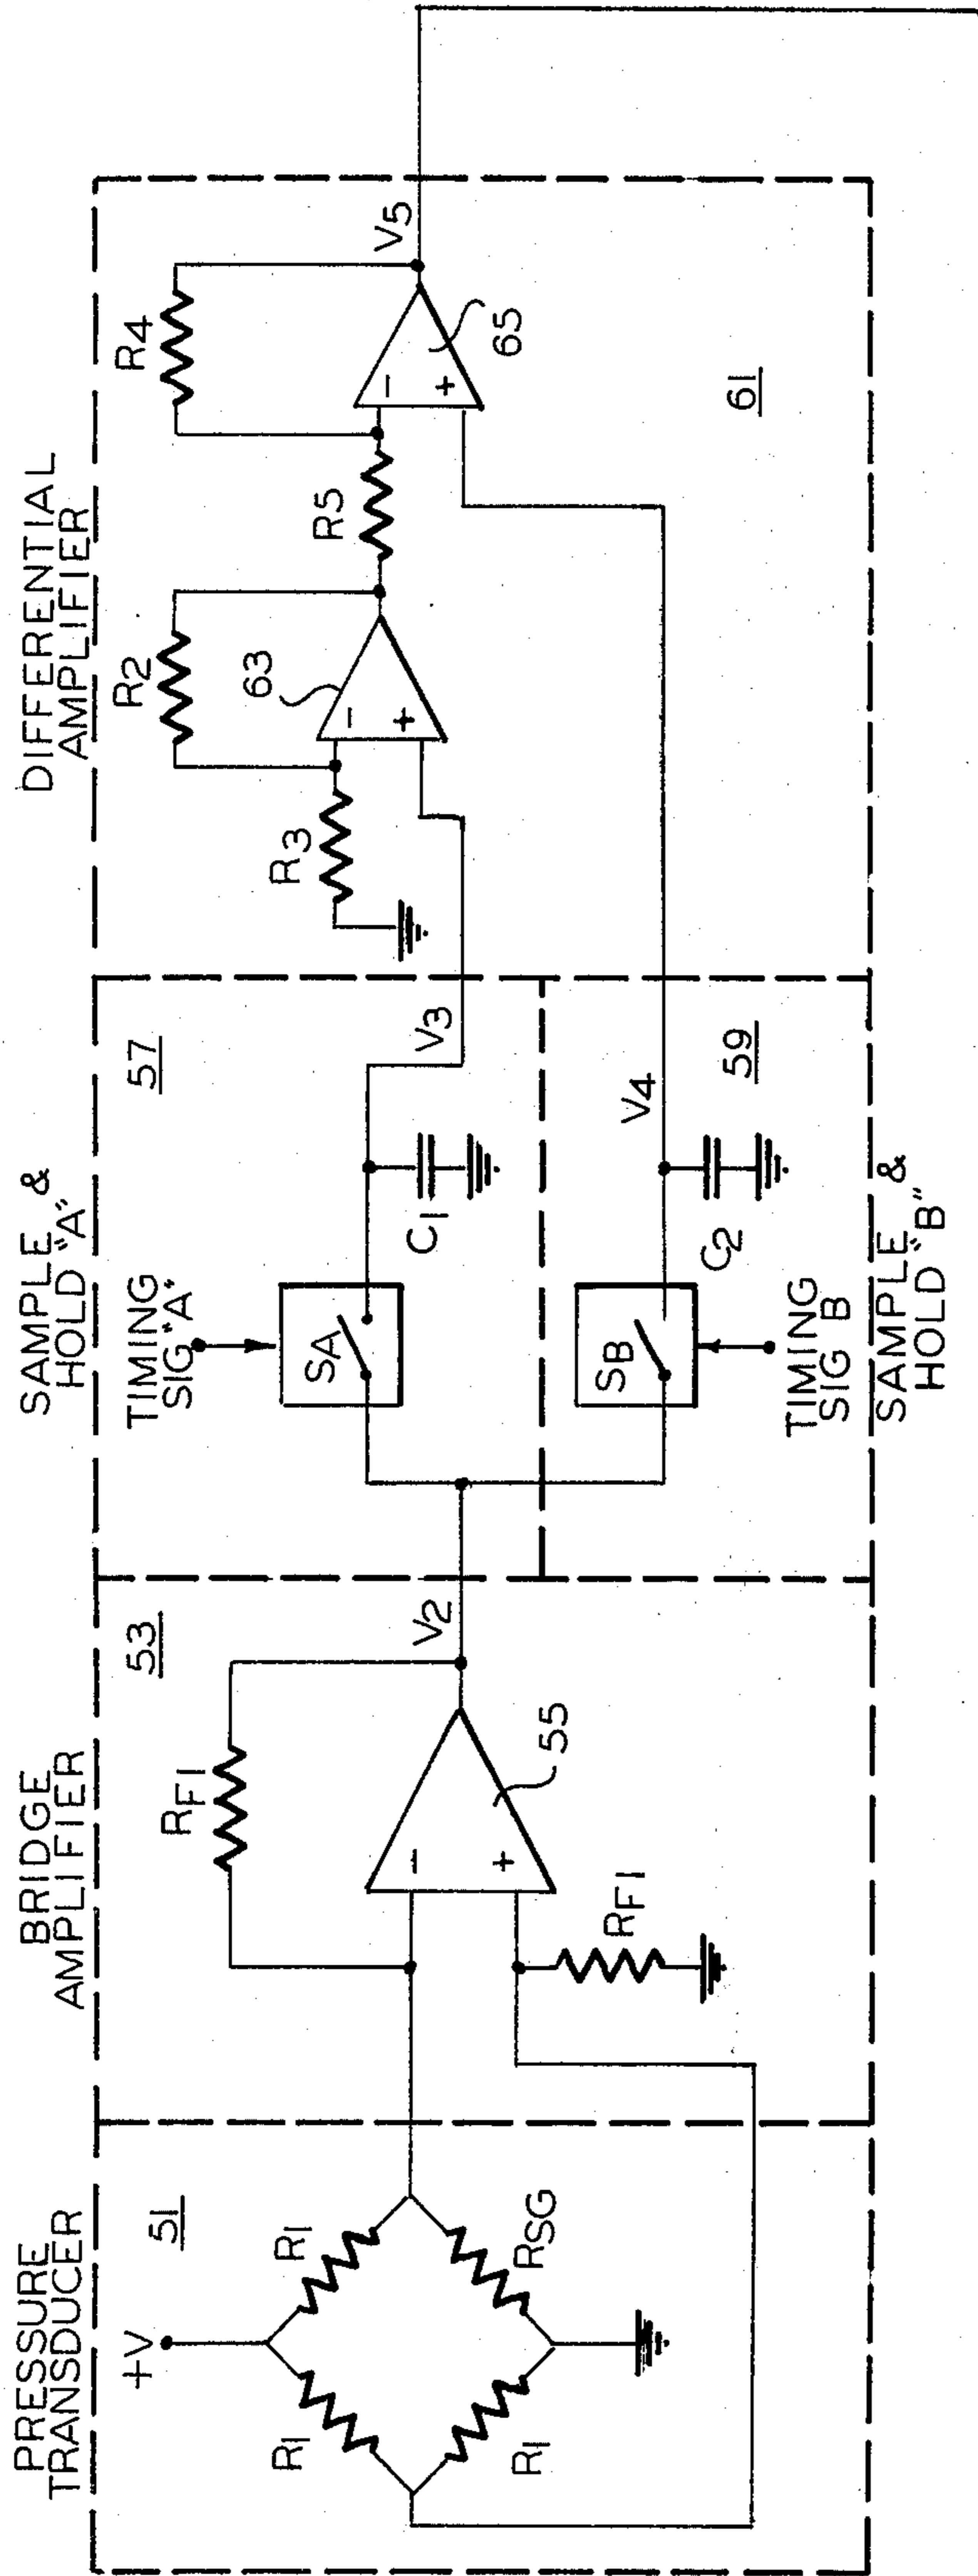 PRESSURE
TRANSDUCER
BRIDGE
AMPLIFIER
SAMPLE &
HOLD "A"
DIFFERENTIAL
AMPLIFIER
51
+V
R1
R1
R1
RSG
53
RF1
−
+
55
V2
RF1
57
TIMING
SIG "A"
SA
C1
V3
SB
C2
V4
59
TIMING
SIG B
SAMPLE &
HOLD "B"
R3
R2
63
−
+
R5
R4
−
+
65
V5
61